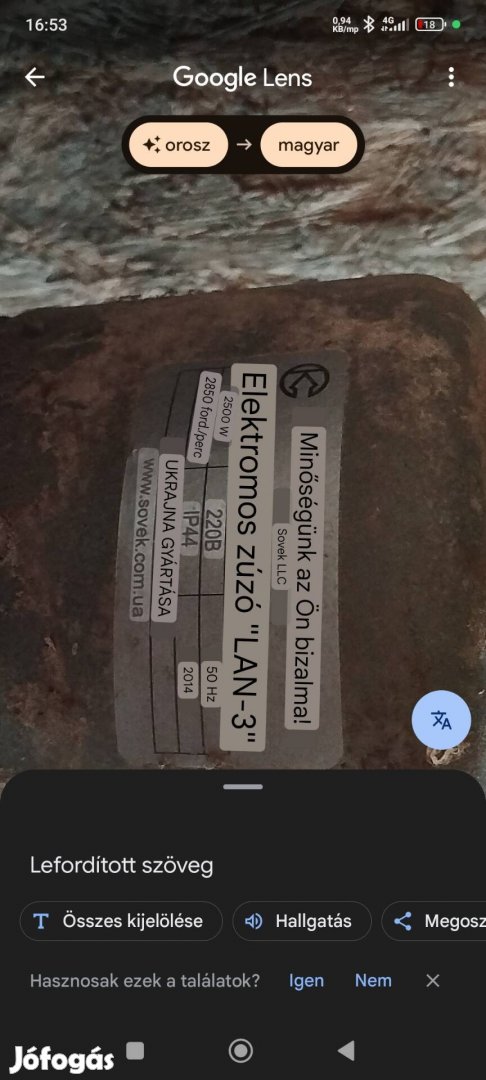 16:53
0,94 KB/mp 4G 18
Google Lens
orosz → magyar
Minőségünk az Ön bizalma!
Sovek LLC
Elektromos zúzó "LAN-3"
2500 W
220В
50 Hz
2850 ford./perc
IP44
2014
UKRAJNA GYÁRTÁSA
www.sovek.com.ua
Lefordított szöveg
Összes kijelölése
Hallgatás
Megosz
Hasznosak ezek a találatok?
Igen
Nem
Jófogás